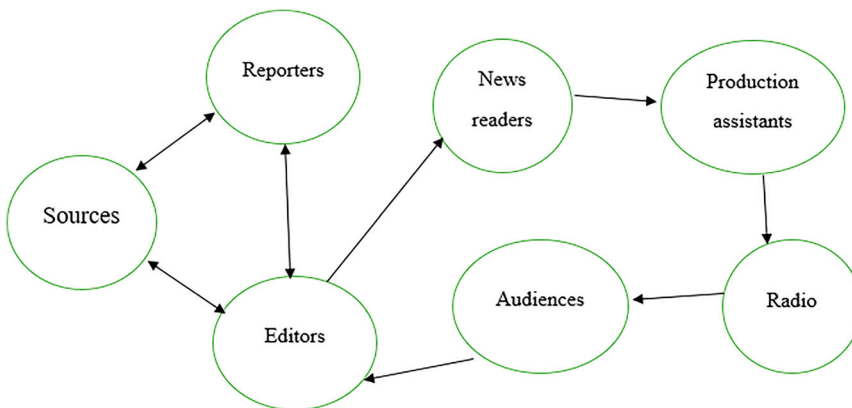 Reporters
News
readers
Production
assistants
Sources
Audiences
Radio
Editors